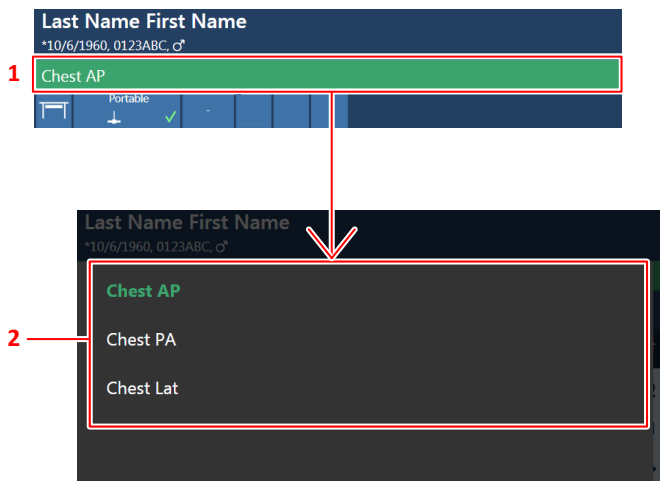 Last Name First Name
*10/6/1960, 0123ABC, ♂
1
Chest AP
Portable
-
Last Name First Name
*10/6/1960, 0123ABC, ♂
Chest AP
2
Chest PA
Chest Lat